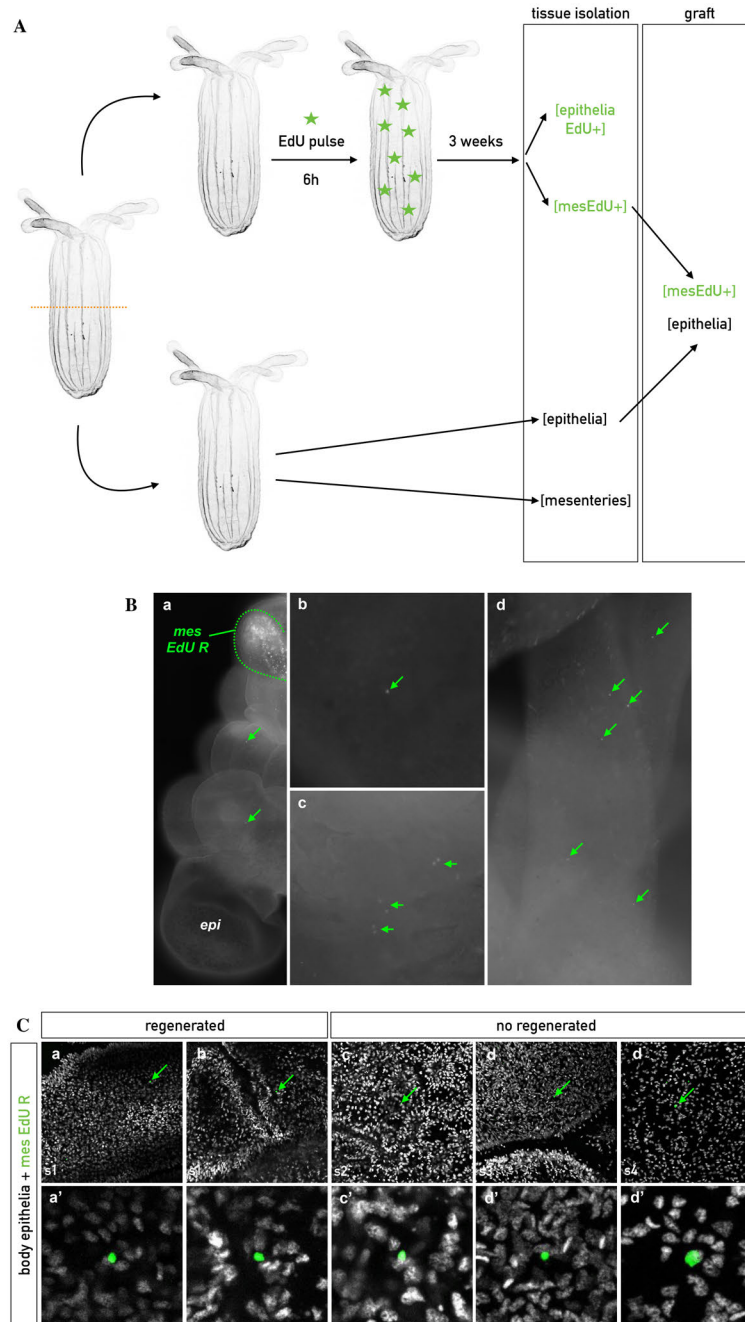 A
tissue isolation
graft
EdU pulse
6h
3 weeks
[epithelia
EdU+]
[mesEdU+]
[mesEdU+]
[epithelia]
[epithelia]
[mesenteries]
B
a
mes
EdU R
epi
b
c
d
C
regenerated
no regenerated
body epithelia + mes EdU R
a
b
c
d
d
s1
s1
s2
s3
s4
a'
b'
c'
d'
d'